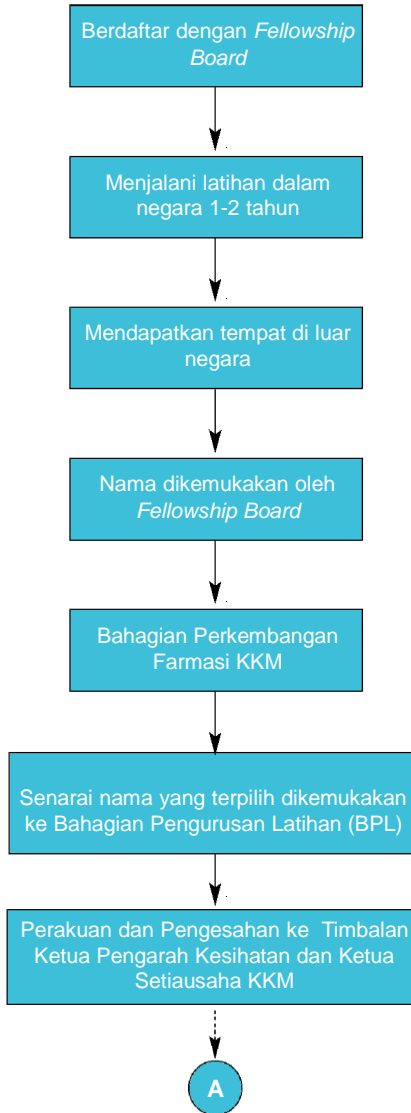 Berdaftar dengan Fellowship
Board
Menjalani latihan dalam
negara 1-2 tahun
Mendapatkan tempat di luar
negara
Nama dikemukakan oleh
Fellowship Board
Bahagian Perkembangan
Farmasi KKM
Senarai nama yang terpilih dikemukakan
ke Bahagian Pengurusan Latihan (BPL)
Perakuan dan Pengesahan ke Timbalan
Ketua Pengarah Kesihatan dan Ketua
Setiausaha KKM
A